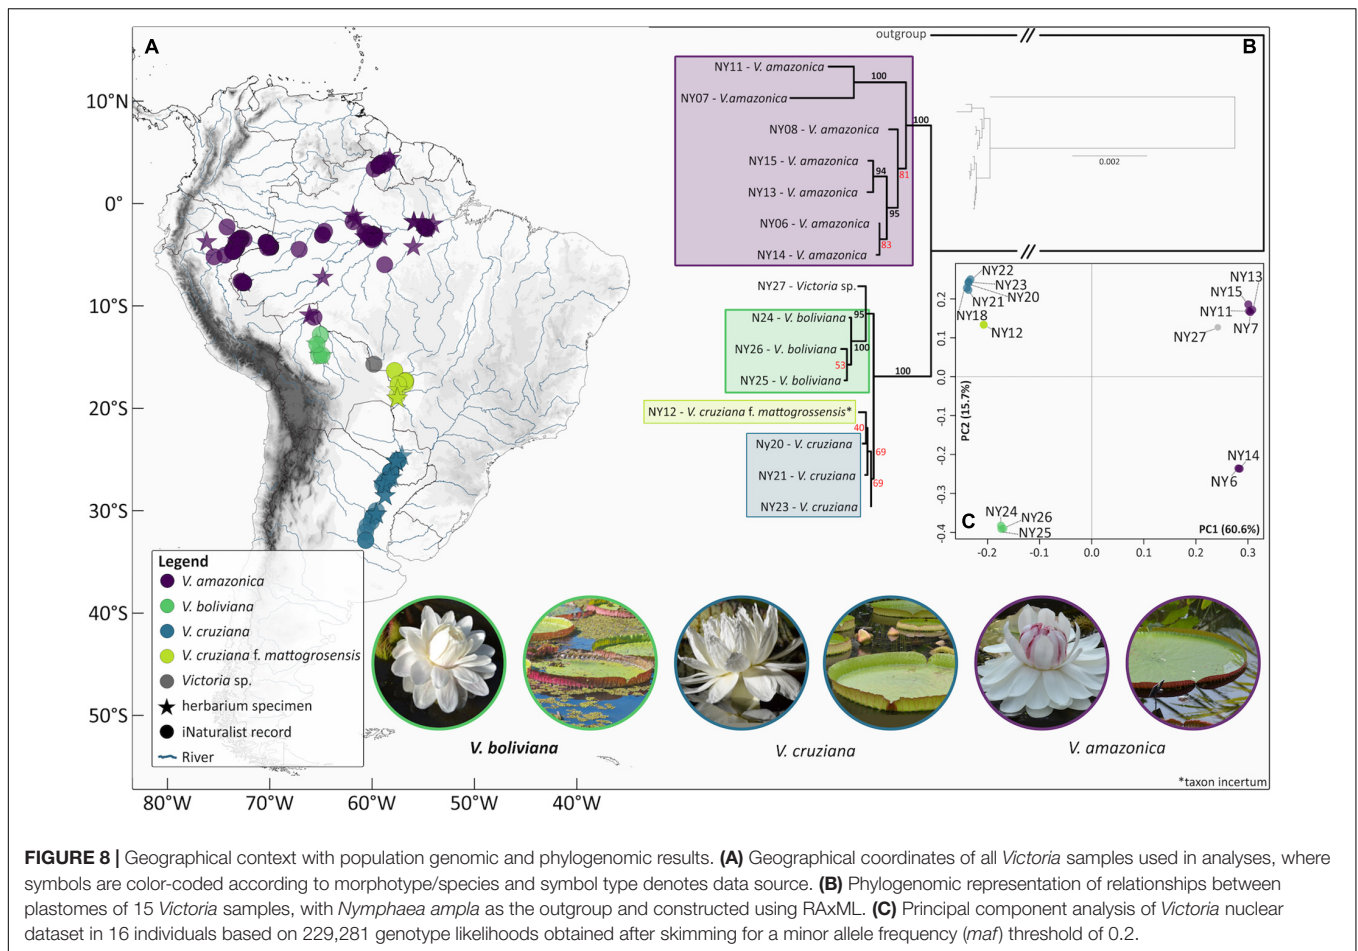 A
B
outgroup
NY11 - V. amazonica
100
NY07 - V.amazonica
100
NY08 - V. amazonica
NY15 - V. amazonica
94
81
NY13 - V. amazonica
95
NY06 - V. amazonica
83
NY14 - V. amazonica
0.002
NY27 - Victoria sp.
N24 - V. boliviana
95
NY26 - V. boliviana
100
53
NY25 - V. boliviana
100
NY12 - V. cruziana f. mattogrossensis*
40
Ny20 - V. cruziana
69
NY21 - V. cruziana
69
NY23 - V. cruziana
10°N
0°
10°S
20°S
30°S
40°S
50°S
80°W
70°W
60°W
50°W
40°W
NY22
NY23
NY20
NY21
NY18
NY12
NY13
NY15
NY11
NY7
NY27
NY14
NY6
NY24
NY26
NY25
C
PC1 (60.6%)
PC2 (15.7%)
0.2
0.1
0.0
-0.1
-0.2
-0.3
-0.4
-0.2
-0.1
0.0
0.1
0.2
0.3
Legend
V. amazonica
V. boliviana
V. cruziana
V. cruziana f. mattogrosensis
Victoria sp.
herbarium specimen
iNaturalist record
River
V. boliviana
V. cruziana
V. amazonica
*taxon incertum
FIGURE 8 | Geographical context with population genomic and phylogenomic results. (A) Geographical coordinates of all Victoria samples used in analyses, where
symbols are color-coded according to morphotype/species and symbol type denotes data source. (B) Phylogenomic representation of relationships between
plastomes of 15 Victoria samples, with Nymphaea ampla as the outgroup and constructed using RAxML. (C) Principal component analysis of Victoria nuclear
dataset in 16 individuals based on 229,281 genotype likelihoods obtained after skimming for a minor allele frequency (maf) threshold of 0.2.